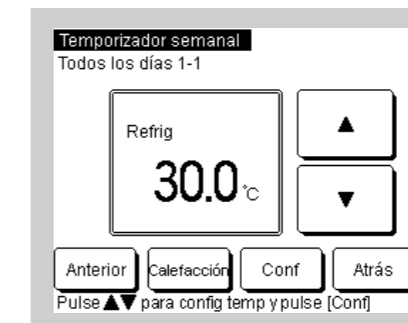 Temporizador semanal
Todos los días 1-1
Refrig
30.0 °C
▲
▼
Anterior Calefacción Conf Atrás
Pulse ▲▼ para config temp y pulse [Conf]